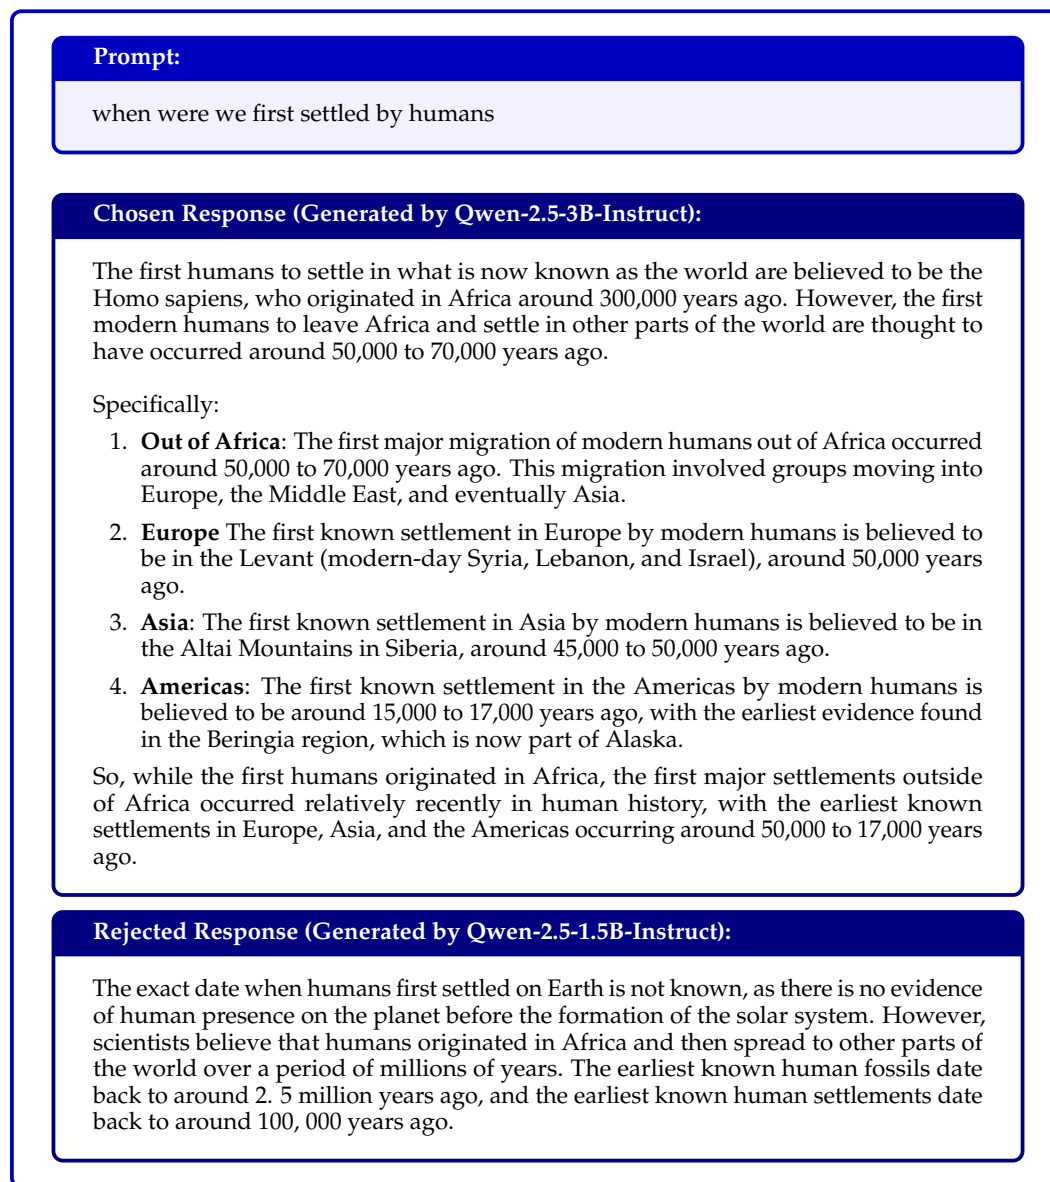 Prompt:
when were we first settled by humans
Chosen Response (Generated by Qwen-2.5-3B-Instruct):
The first humans to settle in what is now known as the world are believed to be the
Homo sapiens, who originated in Africa around 300,000 years ago. However, the first
modern humans to leave Africa and settle in other parts of the world are thought to
have occurred around 50,000 to 70,000 years ago.
Specifically:
1. Out of Africa: The first major migration of modern humans out of Africa occurred
around 50,000 to 70,000 years ago. This migration involved groups moving into
Europe, the Middle East, and eventually Asia.
2. Europe The first known settlement in Europe by modern humans is believed to
be in the Levant (modern-day Syria, Lebanon, and Israel), around 50,000 years
ago.
3. Asia: The first known settlement in Asia by modern humans is believed to be in
the Altai Mountains in Siberia, around 45,000 to 50,000 years ago.
4. Americas: The first known settlement in the Americas by modern humans is
believed to be around 15,000 to 17,000 years ago, with the earliest evidence found
in the Beringia region, which is now part of Alaska.
So, while the first humans originated in Africa, the first major settlements outside
of Africa occurred relatively recently in human history, with the earliest known
settlements in Europe, Asia, and the Americas occurring around 50,000 to 17,000 years
ago.
Rejected Response (Generated by Qwen-2.5-1.5B-Instruct):
The exact date when humans first settled on Earth is not known, as there is no evidence
of human presence on the planet before the formation of the solar system. However,
scientists believe that humans originated in Africa and then spread to other parts of
the world over a period of millions of years. The earliest known human fossils date
back to around 2. 5 million years ago, and the earliest known human settlements date
back to around 100, 000 years ago.